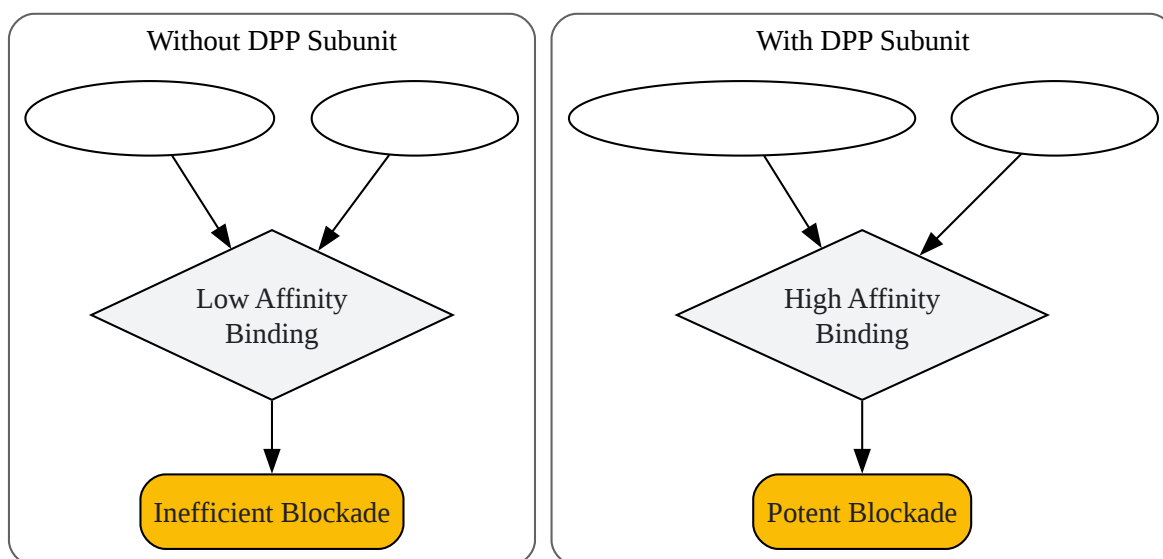 Without DPP Subunit
Low Affinity
Binding
Inefficient Blockade
With DPP Subunit
High Affinity
Binding
Potent Blockade